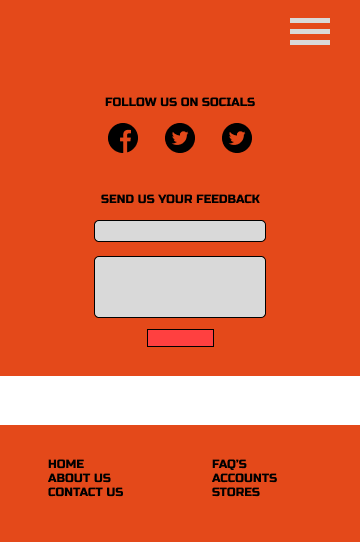 FOLLOW US ON SOCIALS
SEND US YOUR FEEDBACK
HOME
ABOUT US
CONTACT US
FAQ'S
ACCOUNTS
STORES